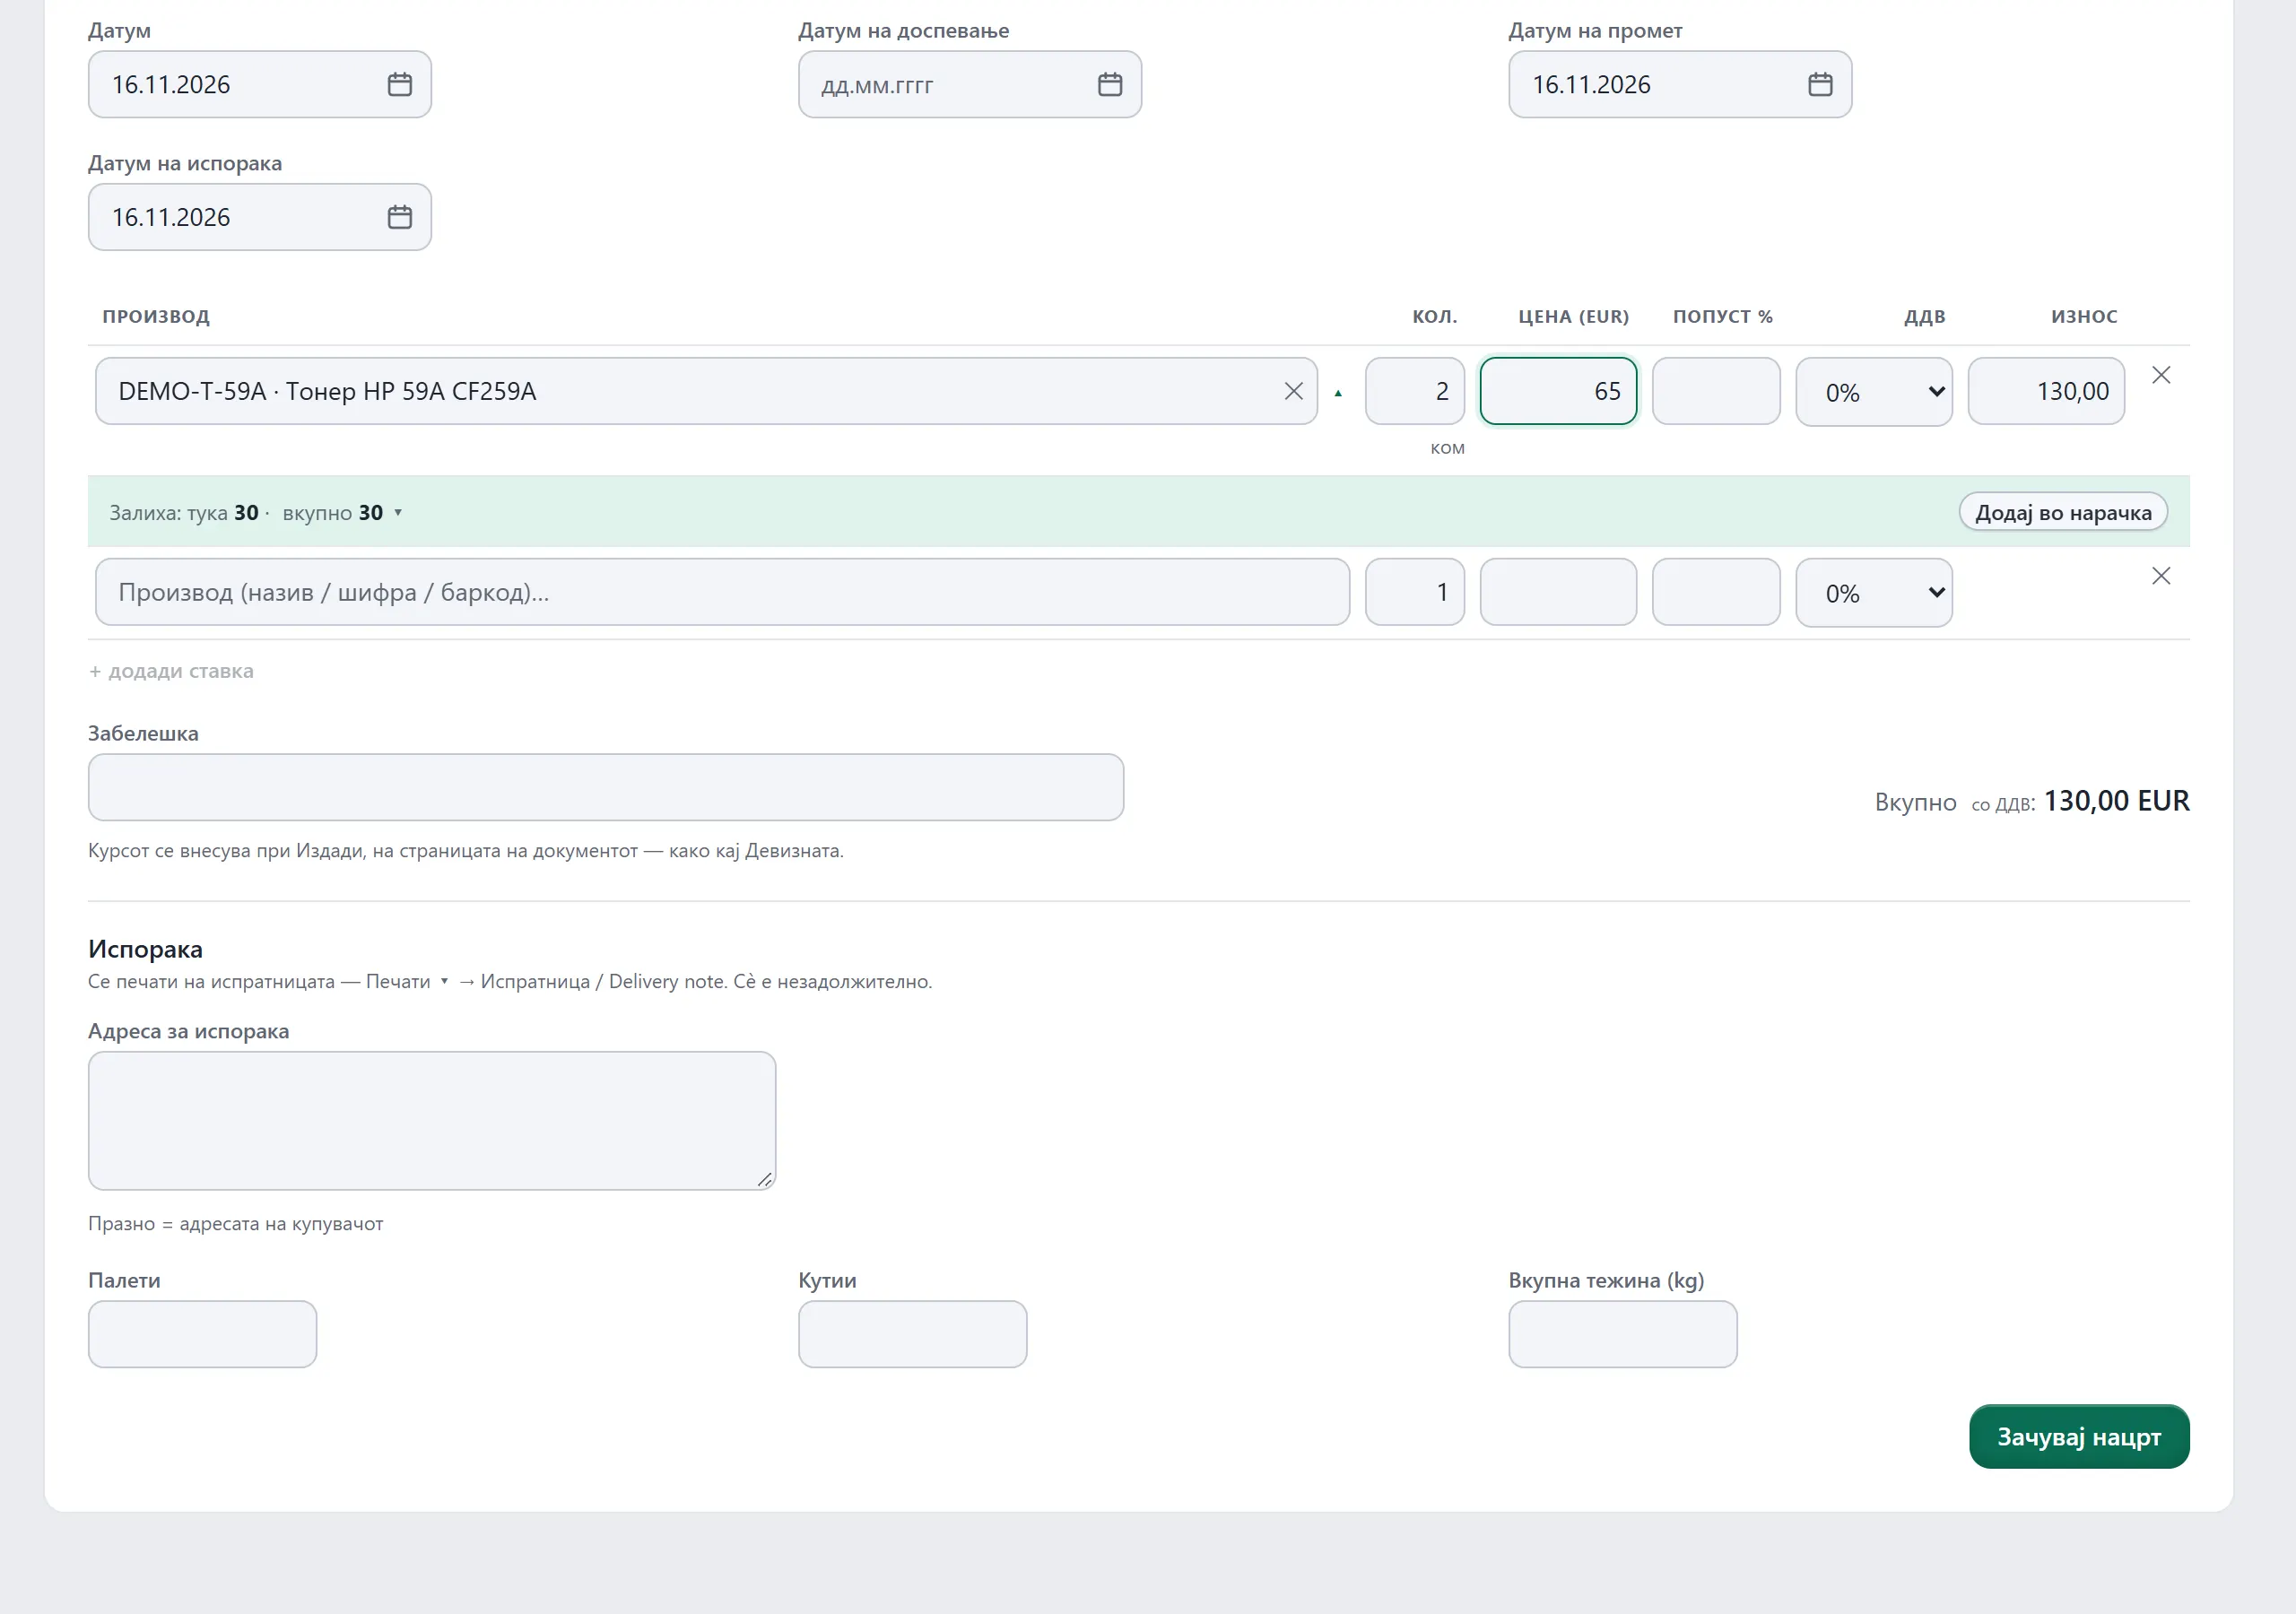 Датум
Датум на доспевање
Датум на промет
16.11.2026
дд.мм.гггг
16.11.2026
Датум на испорака
16.11.2026
ПРОИЗВОД КОЛ. ЦЕНА (EUR) ПОПУСТ % ДДВ ИЗНОС
DEMO-T-59A · Тонер HP 59A CF259A 2 65 0% 130,00
ком
Залиха: тука 30 · вкупно 30 Додај во нарачка
Производ (назив / шифра / баркод)... 1 0%
+ додади ставка
Забелешка
Вкупно со ДДВ: 130,00 EUR
Курсот се внесува при Издади, на страницата на документот — како кај Девизната.
Испорака
Се печати на испратницата — Печати ▾ → Испратница / Delivery note. Сѐ е незадолжително.
Адреса за испорака
Празно = адресата на купувачот
Палети
Кутии
Вкупна тежина (kg)
Зачувај нацрт